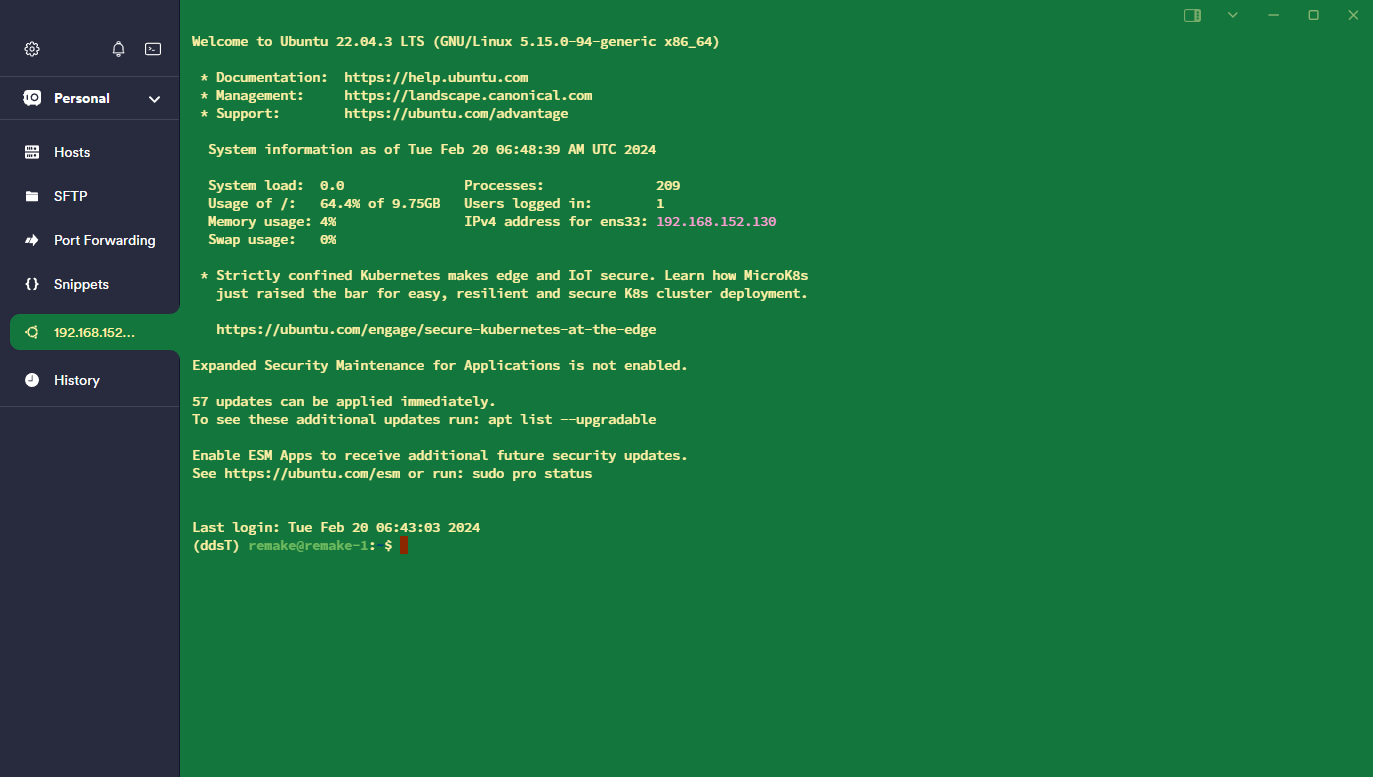 Personal
Hosts
SFTP
Port Forwarding
Snippets
192.168.152...
History
Welcome to Ubuntu 22.04.3 LTS (GNU/Linux 5.15.0-94-generic x86_64)
* Documentation:  https://help.ubuntu.com
* Management:     https://landscape.canonical.com
* Support:        https://ubuntu.com/advantage
System information as of Tue Feb 20 06:48:39 AM UTC 2024
System load:  0.0                Processes:              209
Usage of /:   64.4% of 9.75GB   Users logged in:        1
Memory usage: 4%                IPv4 address for ens33: 192.168.152.130
Swap usage:   0%
* Strictly confined Kubernetes makes edge and IoT secure. Learn how MicroK8s
just raised the bar for easy, resilient and secure K8s cluster deployment.
https://ubuntu.com/engage/secure-kubernetes-at-the-edge
Expanded Security Maintenance for Applications is not enabled.
57 updates can be applied immediately.
To see these additional updates run: apt list --upgradable
Enable ESM Apps to receive additional future security updates.
See https://ubuntu.com/esm or run: sudo pro status
Last login: Tue Feb 20 06:43:03 2024
(ddsT) remake@remake-1:~$